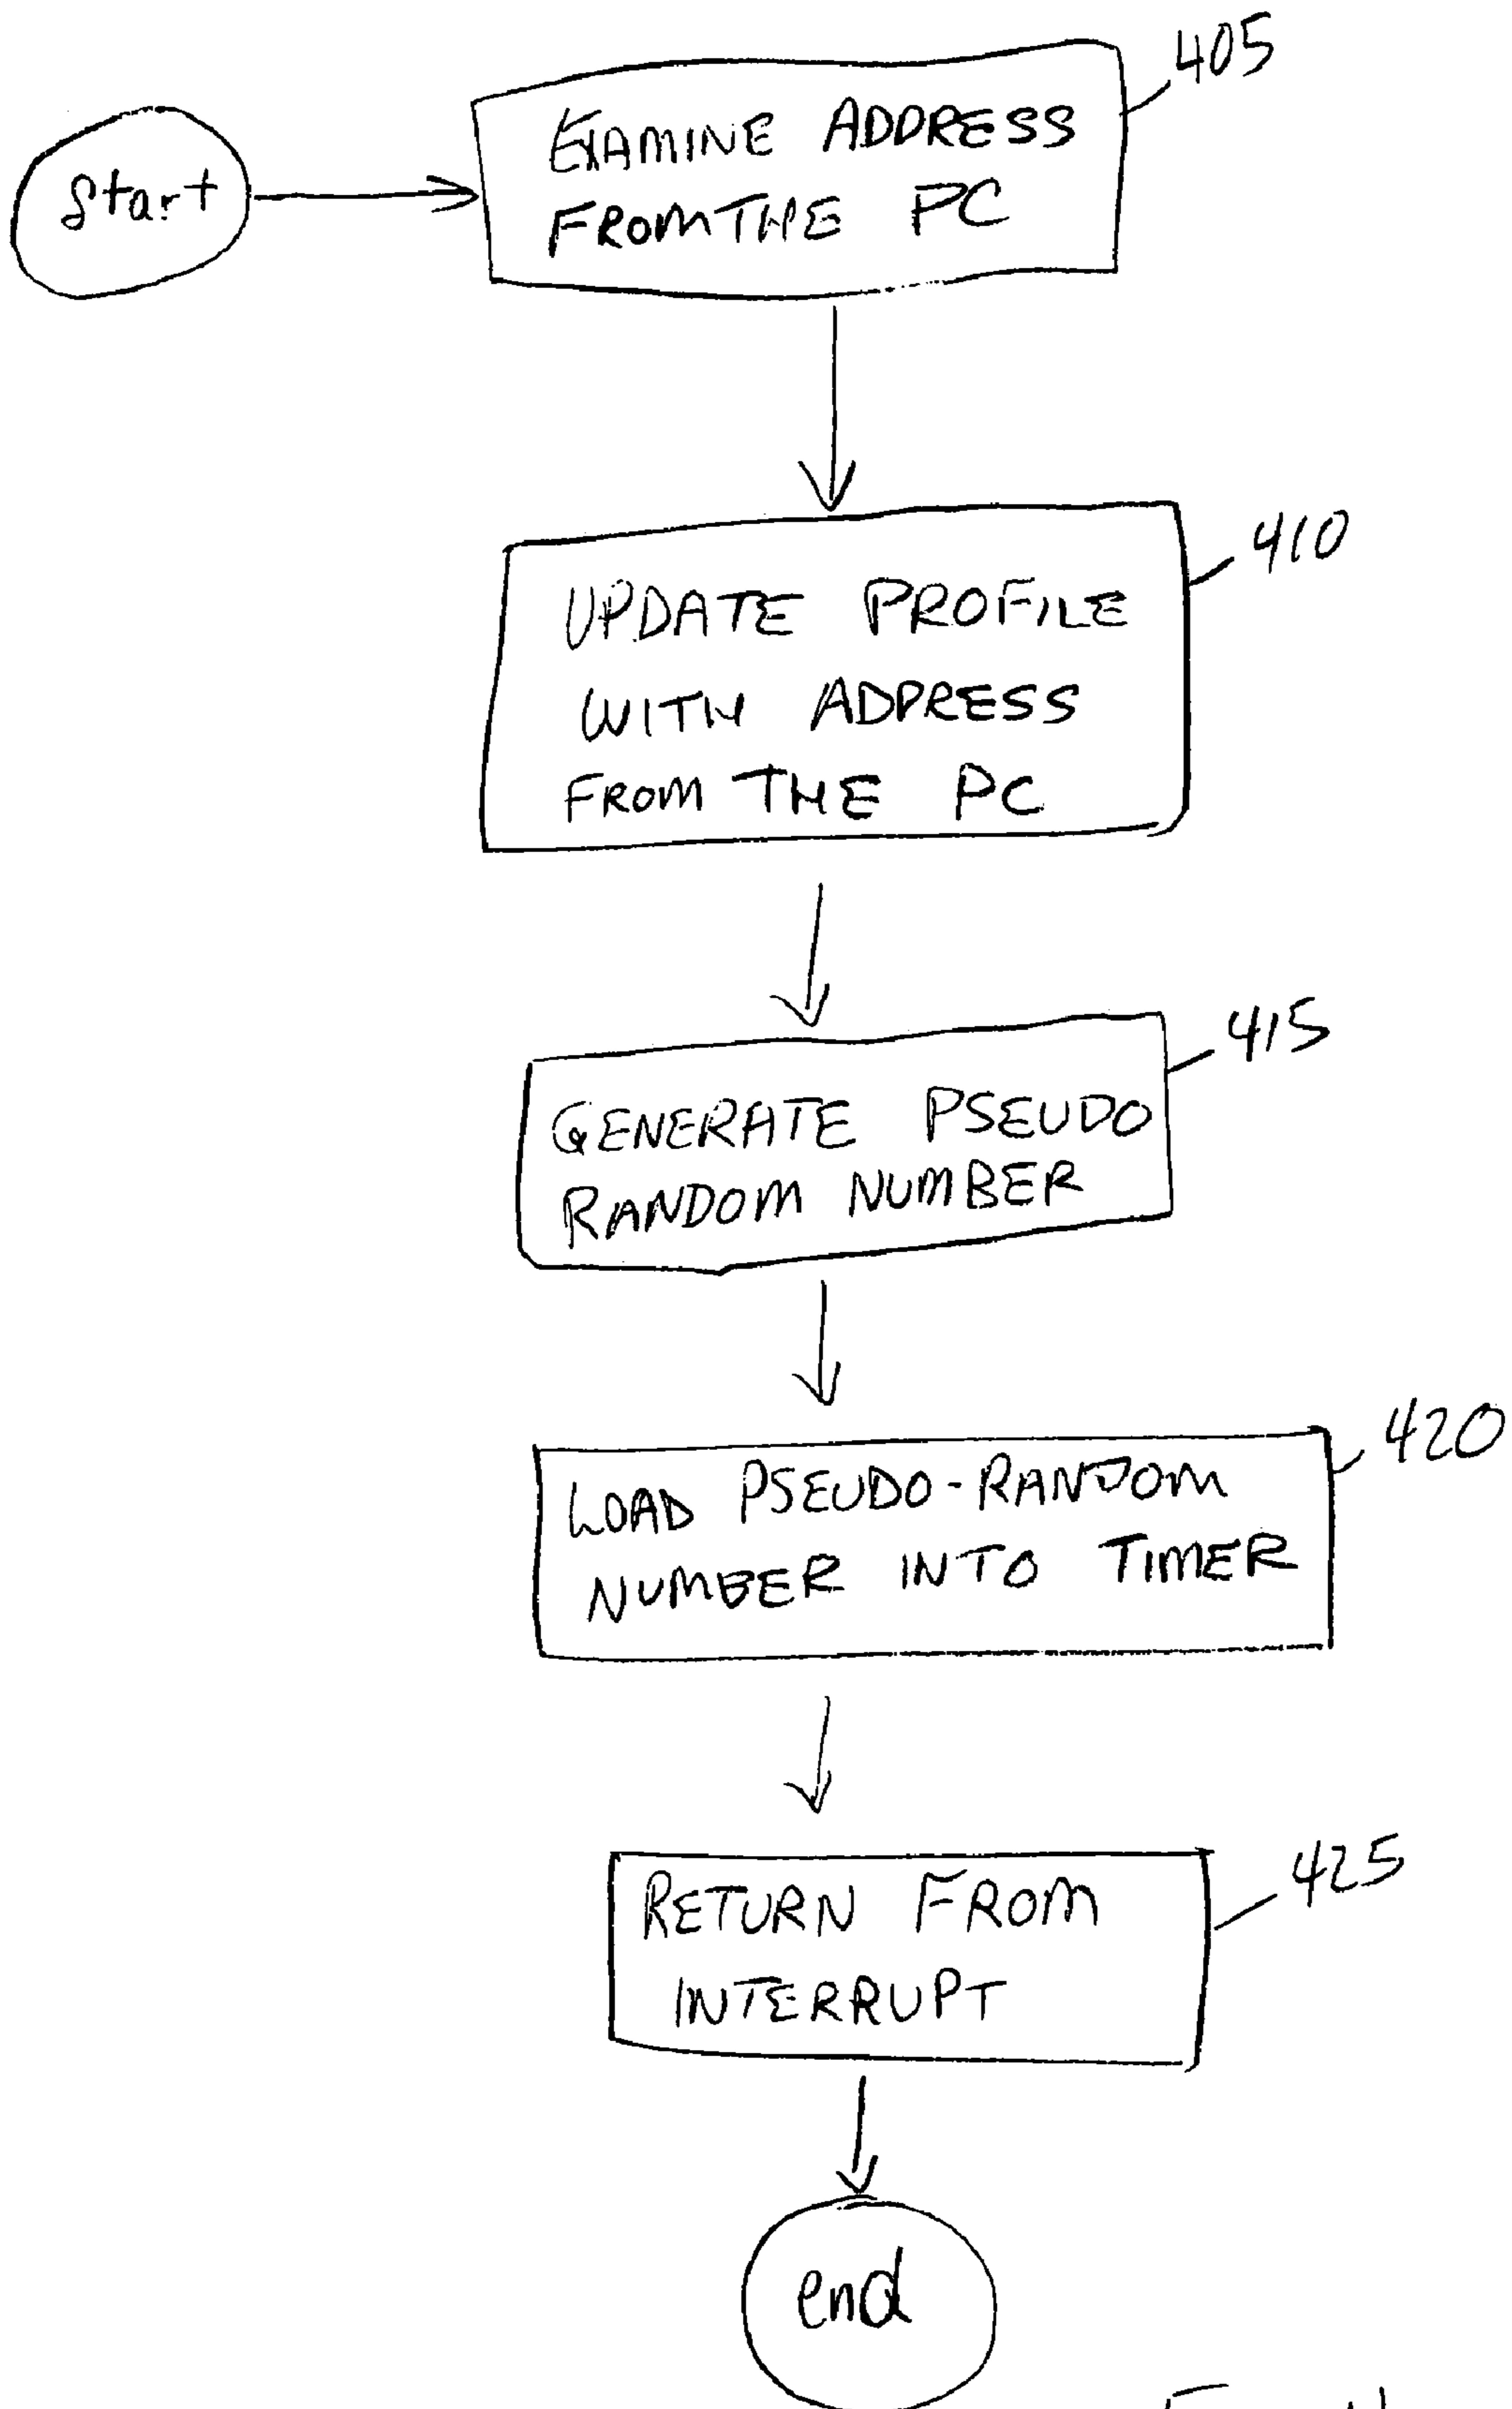 Start
405
EXAMINE ADDRESS
FROM THE PC
410
UPDATE PROFILE
WITH ADDRESS
FROM THE PC
415
GENERATE PSEUDO
RANDOM NUMBER
420
LOAD PSEUDO-RANDOM
NUMBER INTO TIMER
425
RETURN FROM
INTERRUPT
end